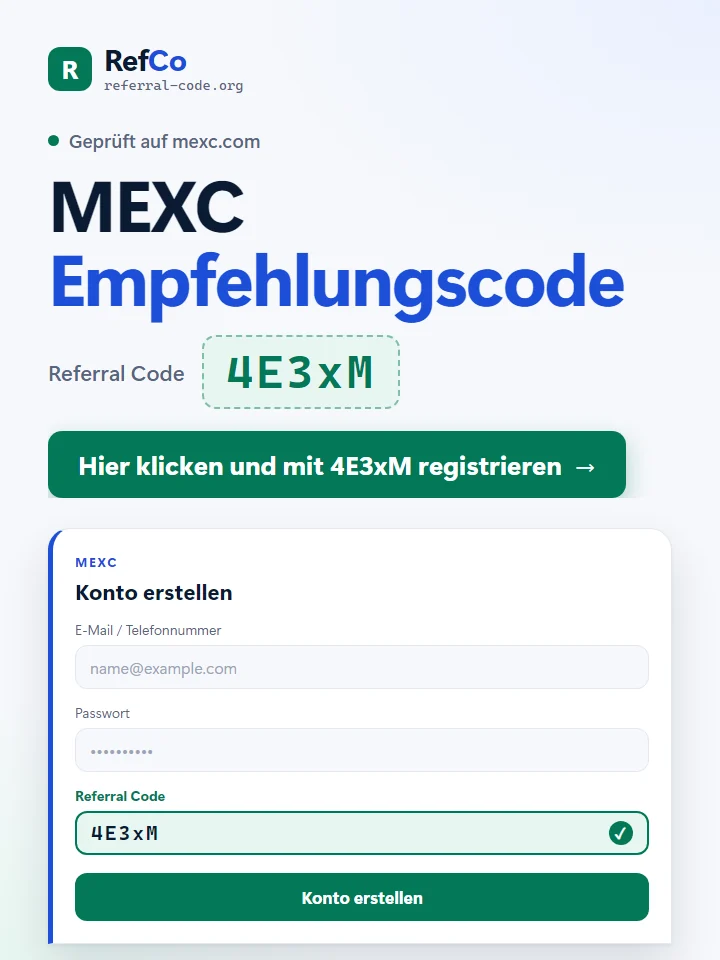 R
RefCo
referral-code.org
Geprüft auf mexc.com
MEXC
Empfehlungscode
Referral Code
4E3xM
Hier klicken und mit 4E3xM registrieren →
MEXC
Konto erstellen
E-Mail / Telefonnummer
name@example.com
Passwort
••••••••••
Referral Code
4E3xM
Konto erstellen